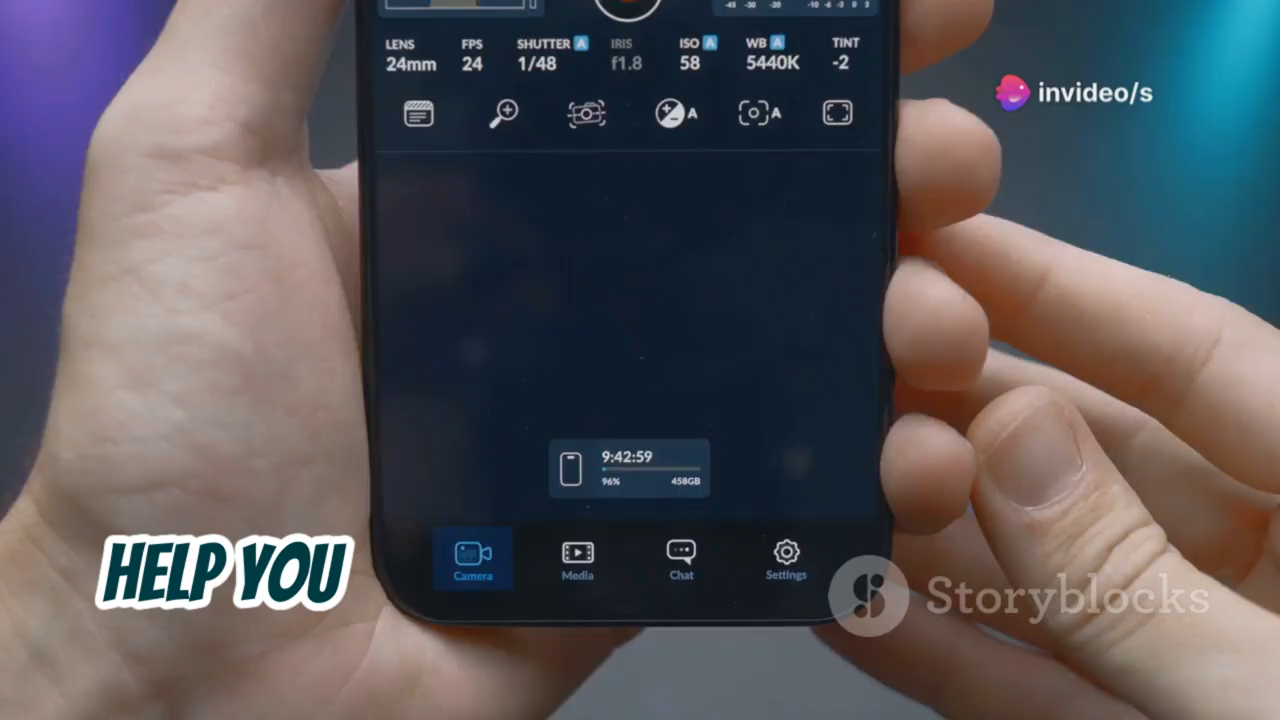 -45 -30 -20 -10 -6 -3 0 3
LENS FPS SHUTTER A IRIS ISO A WB A TINT
24mm 24 1/48 f1.8 58 5440K -2
A A
invideo/s
9:42:59
96% 458GB
HELP YOU
Camera Media Chat Settings
Storyblocks